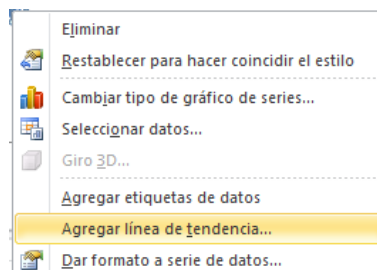 Eliminar
Restablecer para hacer coincidir el estilo
Cambiar tipo de gráfico de series...
Seleccionar datos...
Giro 3D...
Agregar etiquetas de datos
Agregar línea de tendencia...
Dar formato a serie de datos...